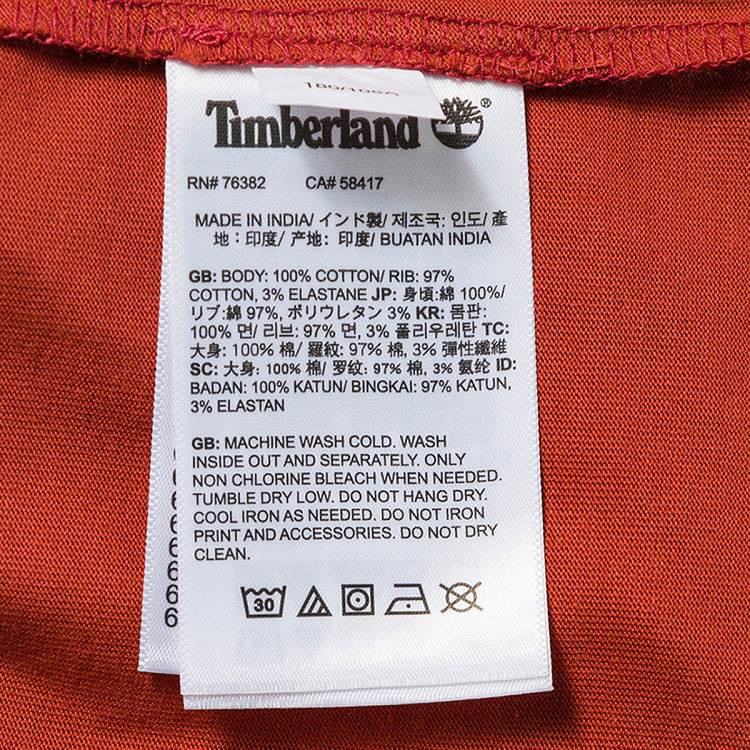 Timberland®
RN# 76382 CA# 58417
MADE IN INDIA/ インド製/ 제조국: 인도/ 產
地：印度/ 产地：印度/ BUATAN INDIA
GB: BODY: 100% COTTON/ RIB: 97%
COTTON, 3% ELASTANE JP: 身頃:綿 100%/
リブ:綿 97%, ポリウレタン 3% KR: 몸판:
100% 면/ 리브: 97% 면, 3% 폴리우레탄 TC:
大身: 100% 棉/ 羅紋: 97% 棉, 3% 彈性纖維
SC: 大身: 100% 棉/ 罗纹: 97% 棉, 3% 氨纶 ID:
BADAN: 100% KATUN/ BINGKAI: 97% KATUN,
3% ELASTAN
GB: MACHINE WASH COLD. WASH
INSIDE OUT AND SEPARATELY. ONLY
NON CHLORINE BLEACH WHEN NEEDED.
TUMBLE DRY LOW. DO NOT HANG DRY.
COOL IRON AS NEEDED. DO NOT IRON
PRINT AND ACCESSORIES. DO NOT DRY
CLEAN.
30
6
6
6
6